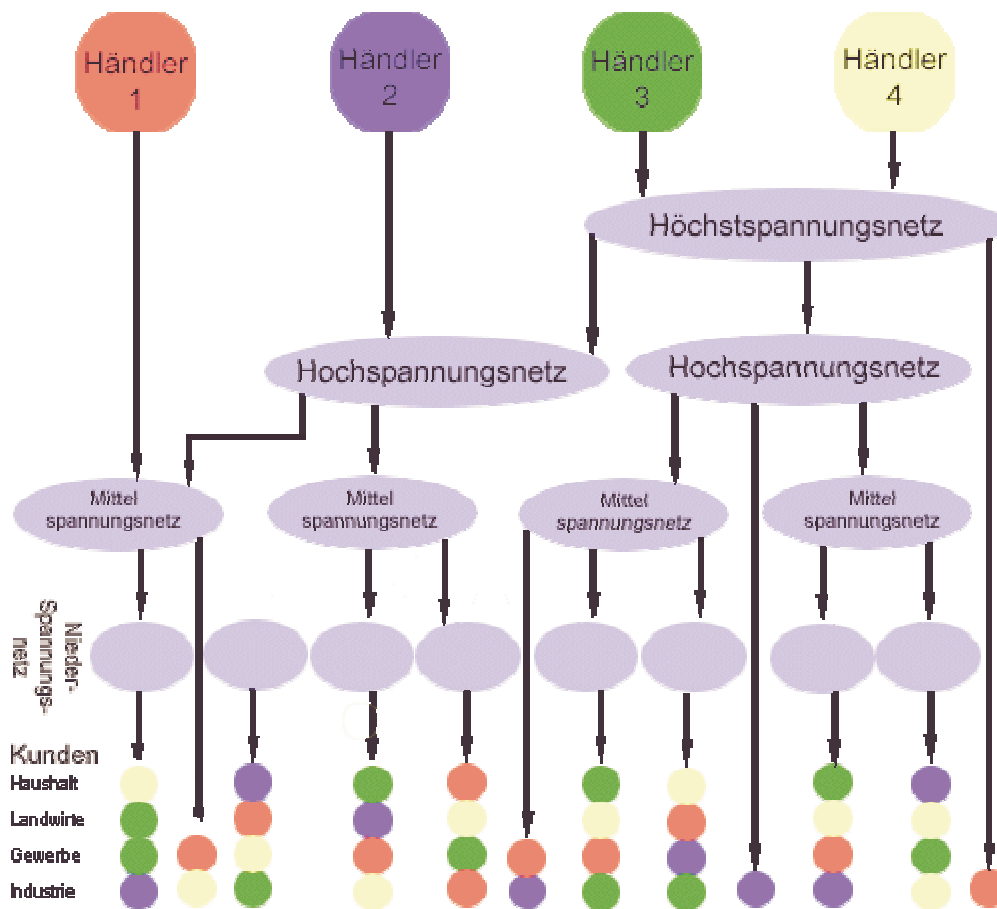 Händler
1
Händler
2
Händler
3
Händler
4
Höchstspannungsnetz
Hochspannungsnetz
Hochspannungsnetz
Mittel
spannungsnetz
Mittel
spannungsnetz
Mittel
spannungsnetz
Mittel
spannungsnetz
Nieder-
Spannungs-
netz
Kunden
Haushalt
Landwirte
Gewerbe
Industrie